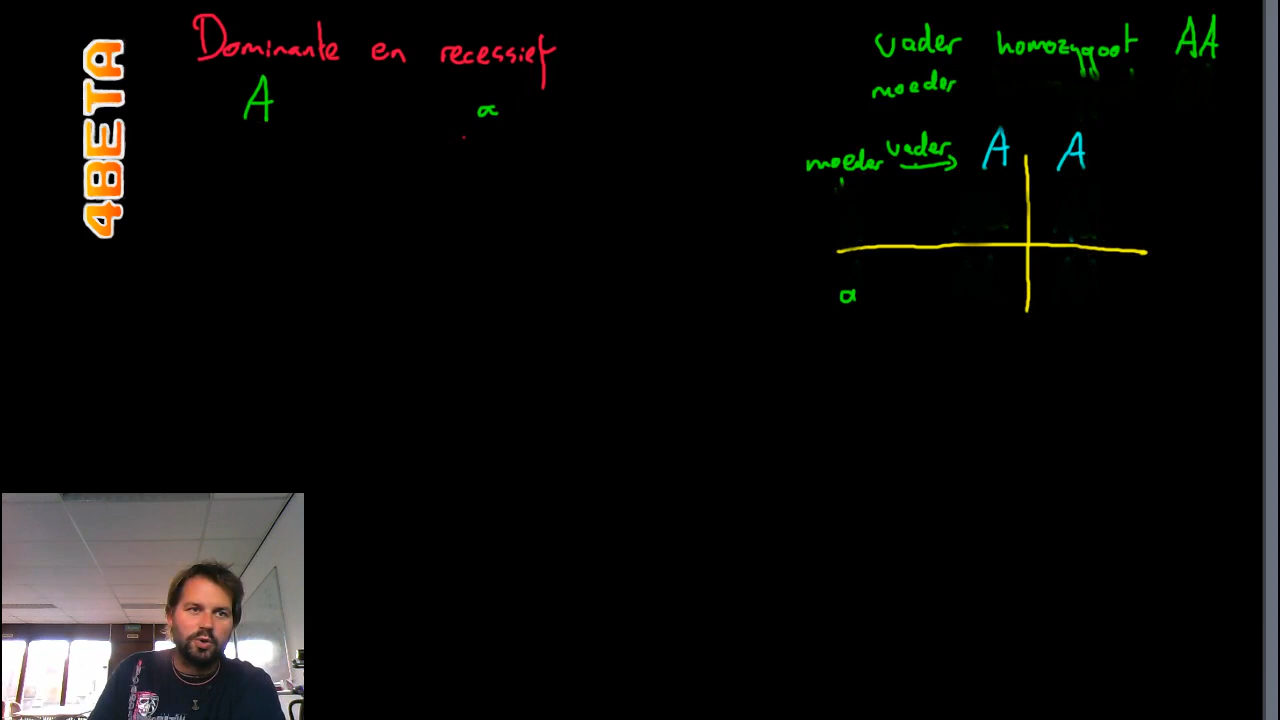 4BETA
Dominante en recessief
A a
vader homozygoot AA
moeder
moeder vader → A A
a